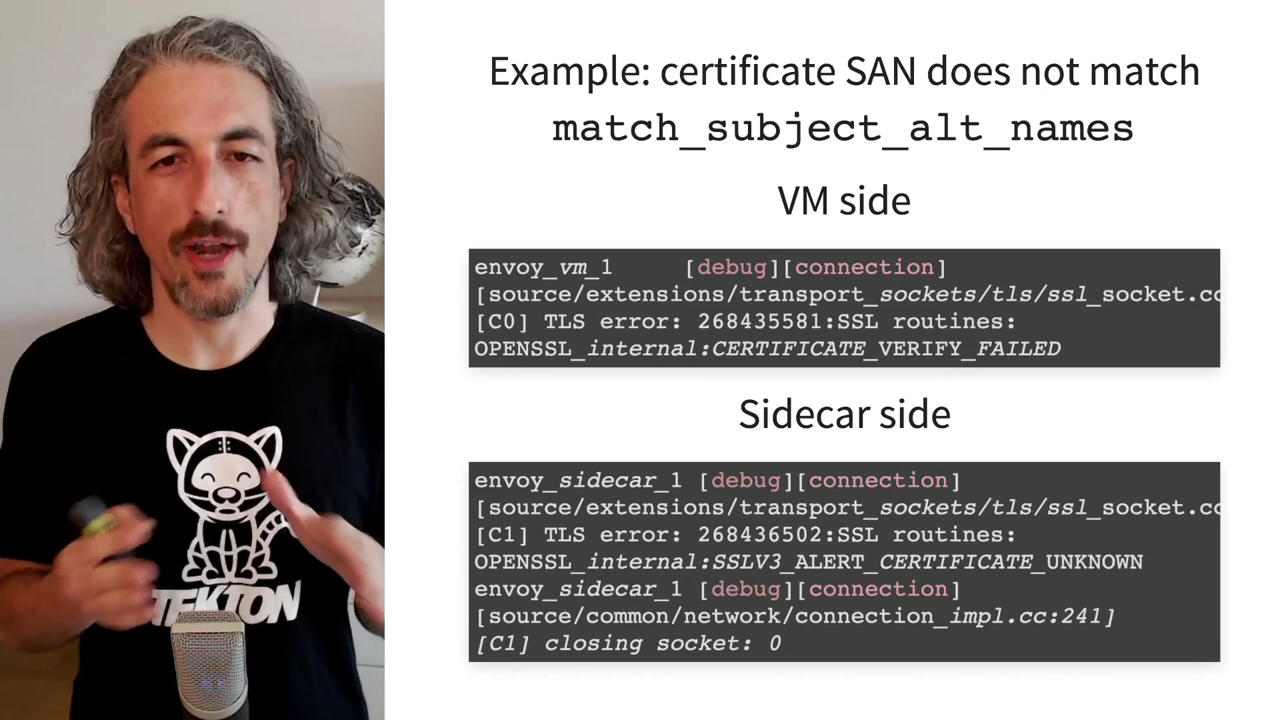 Example: certificate SAN does not match
match_subject_alt_names
VM side
envoy_vm_1 [debug][connection]
[source/extensions/transport_sockets/tls/ssl_socket.cc
[C0] TLS error: 268435581:SSL routines:
OPENSSL_internal:CERTIFICATE_VERIFY_FAILED
Sidecar side
envoy_sidecar_1 [debug][connection]
[source/extensions/transport_sockets/tls/ssl_socket.cc
[C1] TLS error: 268436502:SSL routines:
OPENSSL_internal:SSLV3_ALERT_CERTIFICATE_UNKNOWN
envoy_sidecar_1 [debug][connection]
[source/common/network/connection_impl.cc:241]
[C1] closing socket: 0
TEKTON